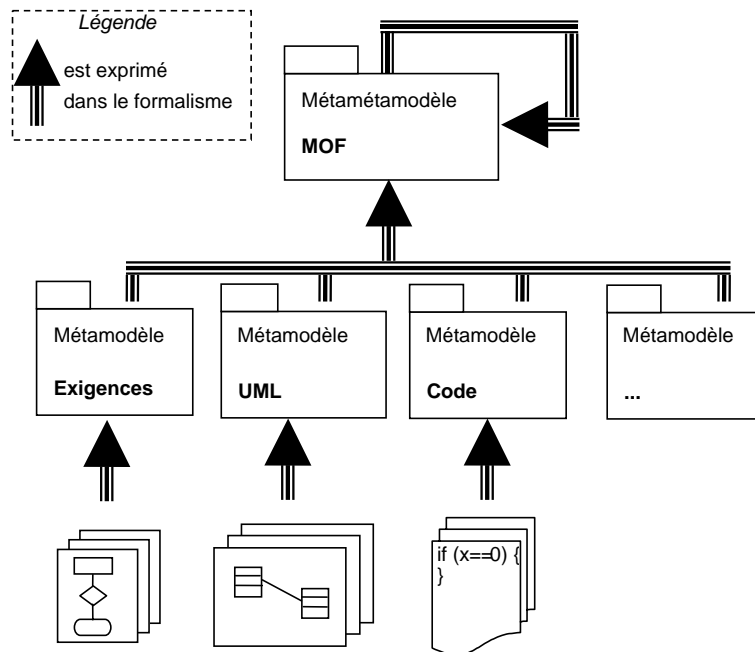 Légende
est exprimé
dans le formalisme
Métamétamodèle
MOF
Métamodèle
Exigences
Métamodèle
UML
Métamodèle
Code
Métamodèle
...
if (x==0) {
}